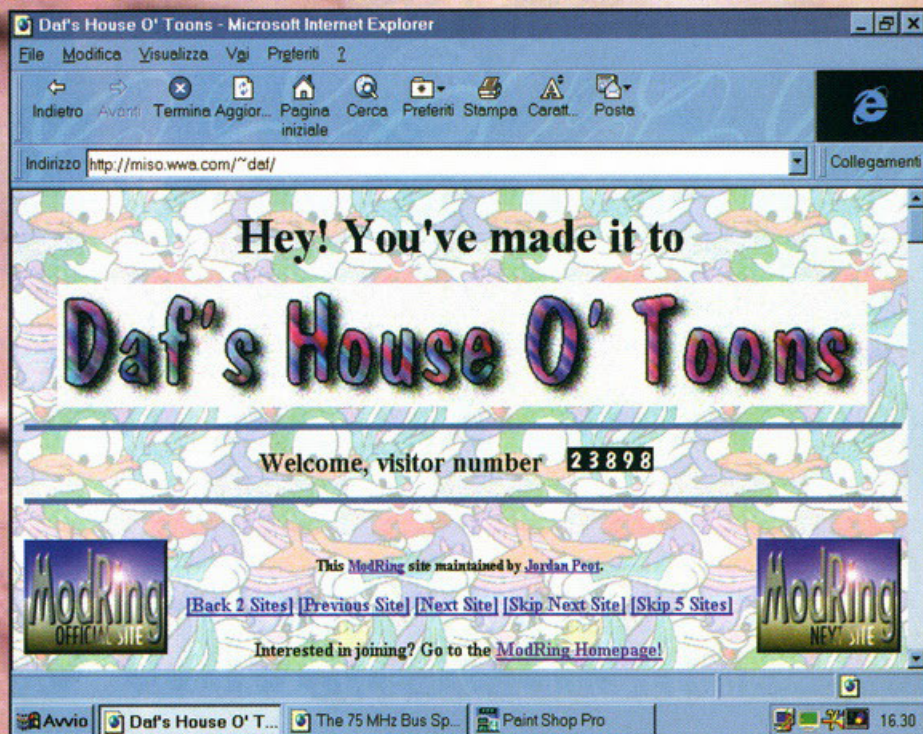 Daf's House O' Toons - Microsoft Internet Explorer
File Modifica Visualizza Vai Preferiti ?
Indietro Avanti Termina Aggior... Pagina iniziale Cerca Preferiti Stampa Caratt... Posta
Indirizzo http://miso.wwa.com/~daf/ Collegamenti
Hey! You've made it to
Daf's House O' Toons
Welcome, visitor number 23898
ModRing
OFFICIAL SITE
This ModRing site maintained by Jordan Peot.
[Back 2 Sites] [Previous Site] [Next Site] [Skip Next Site] [Skip 5 Sites]
Interested in joining? Go to the ModRing Homepage!
ModRing
NEXT SITE
Avvio Daf's House O' T... The 75 MHz Bus Sp... Paint Shop Pro 16.30